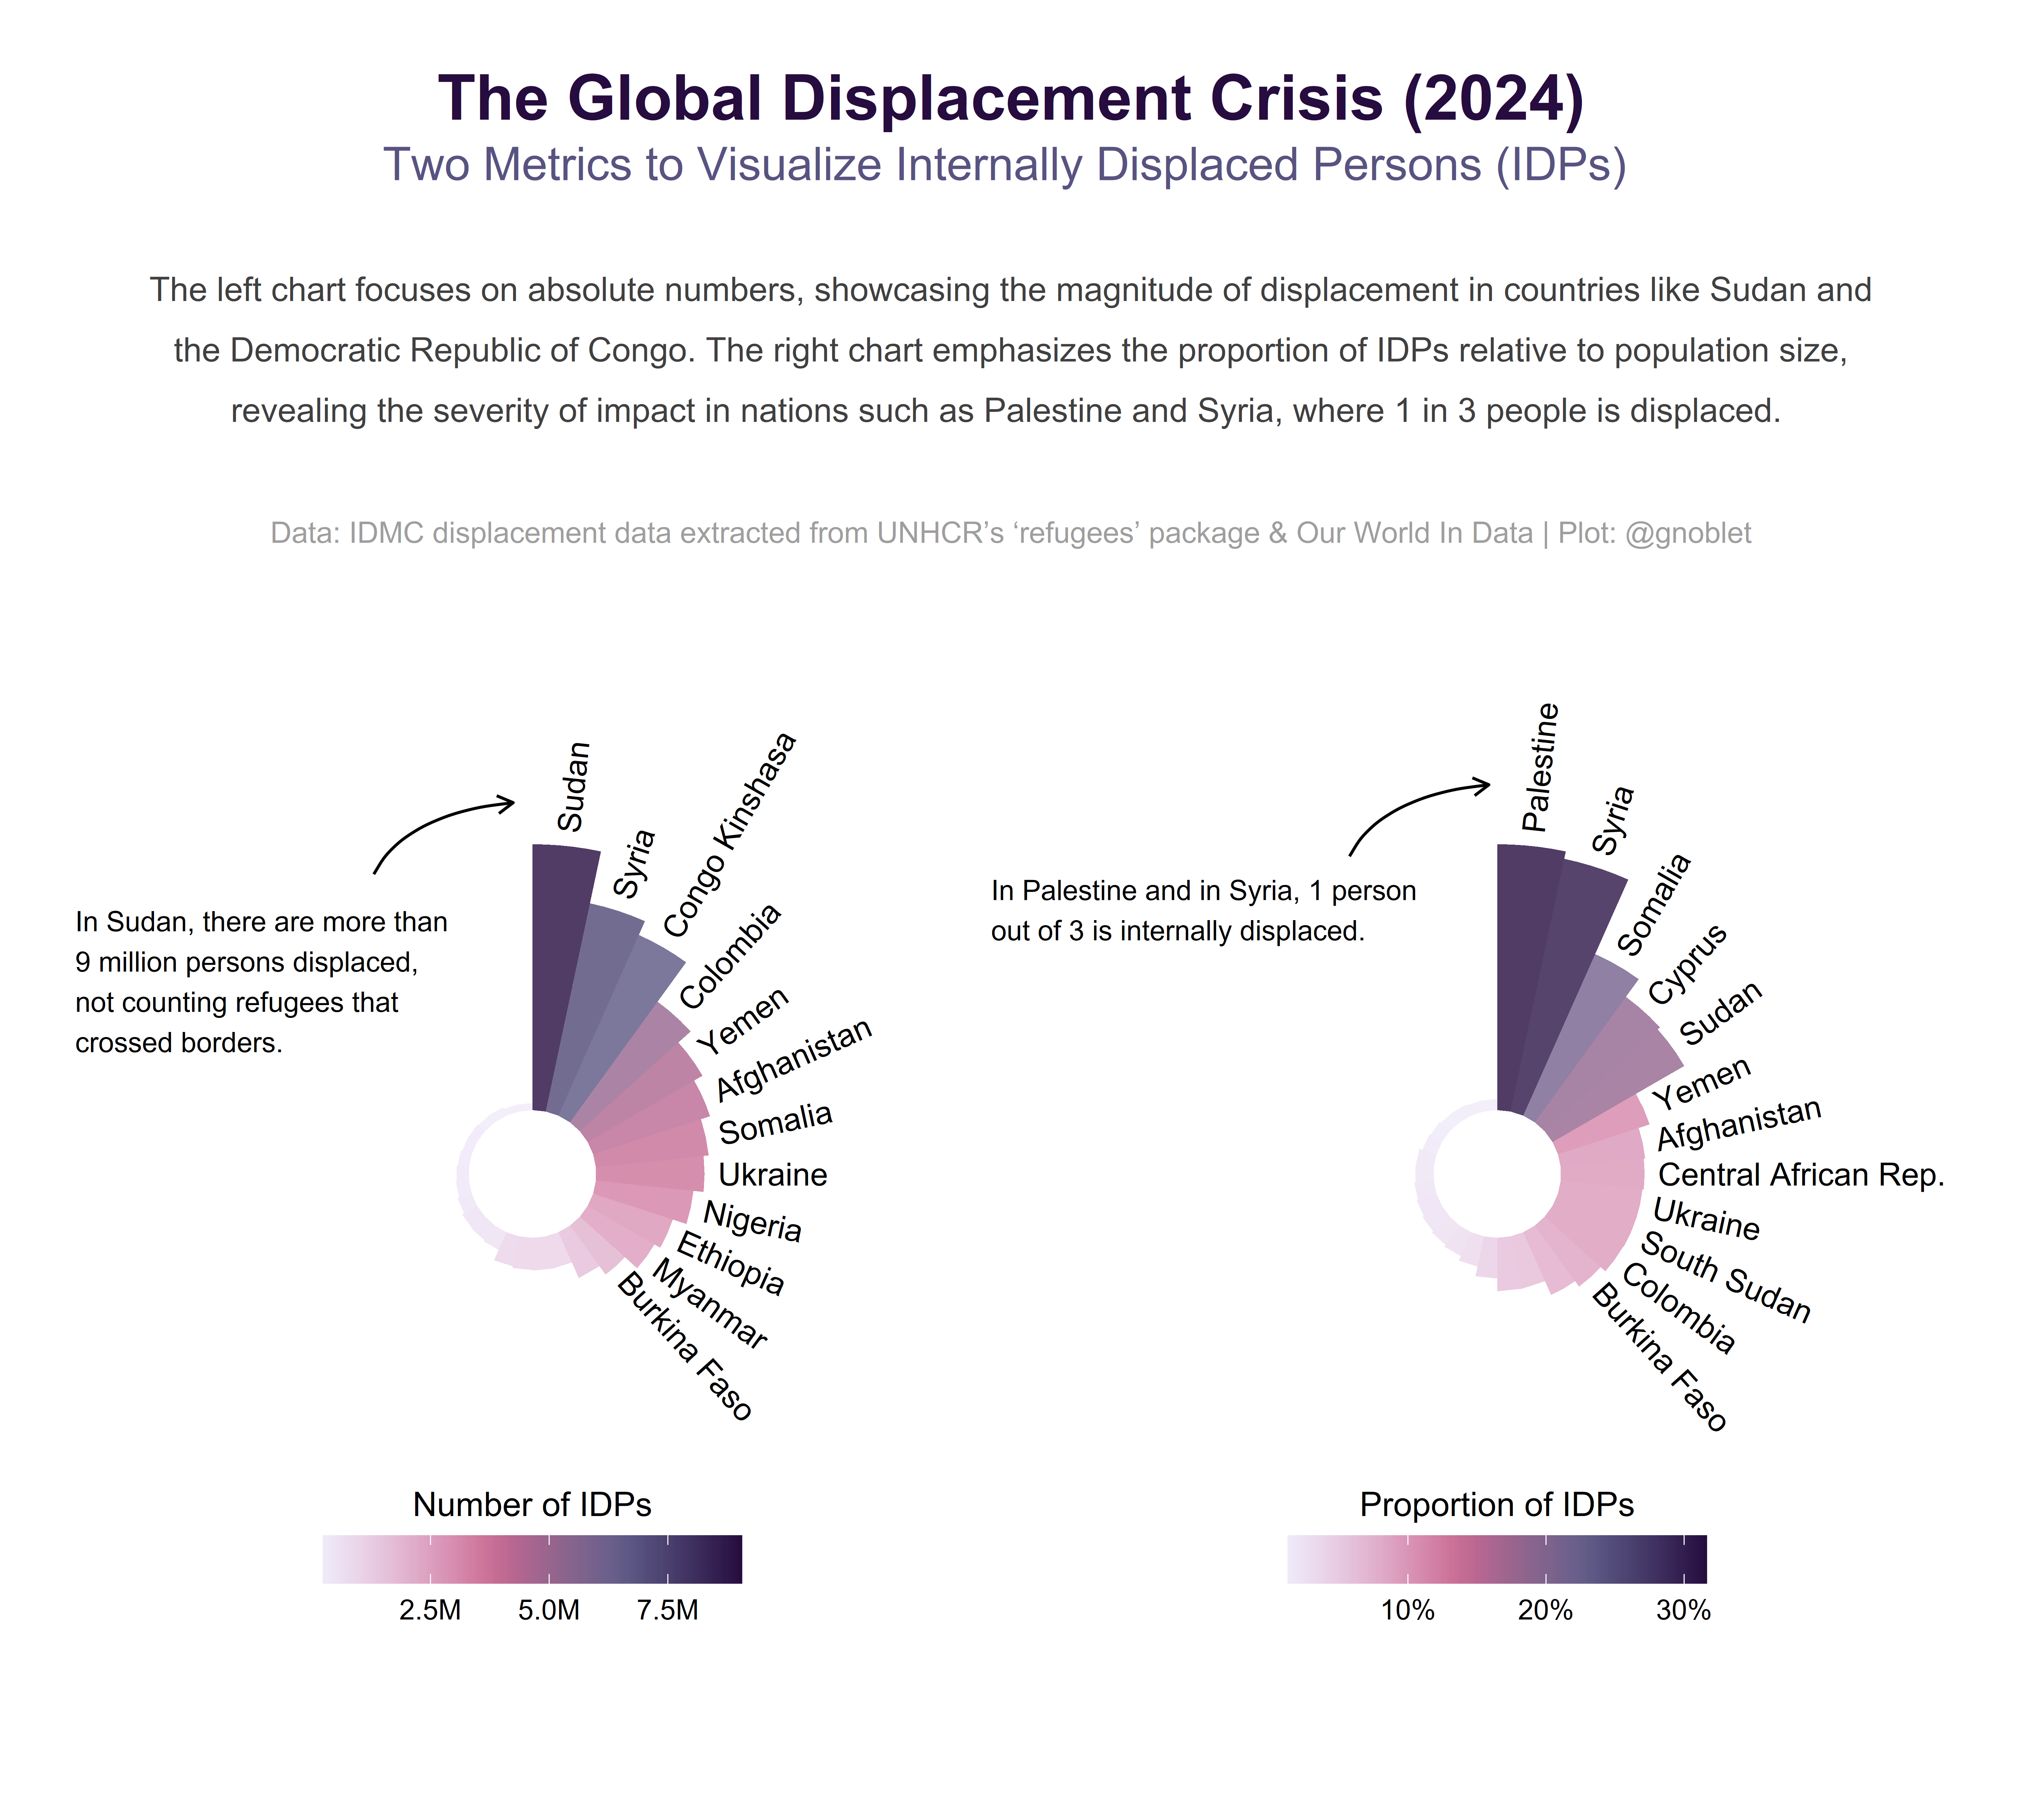 The Global Displacement Crisis (2024)
Two Metrics to Visualize Internally Displaced Persons (IDPs)
The left chart focuses on absolute numbers, showcasing the magnitude of displacement in countries like Sudan and
the Democratic Republic of Congo. The right chart emphasizes the proportion of IDPs relative to population size,
revealing the severity of impact in nations such as Palestine and Syria, where 1 in 3 people is displaced.
Data: IDMC displacement data extracted from UNHCR’s ‘refugees’ package & Our World In Data | Plot: @gnoblet
In Sudan, there are more than
9 million persons displaced,
not counting refugees that
crossed borders.
Sudan
Syria
Congo Kinshasa
Colombia
Yemen
Afghanistan
Somalia
Ukraine
Nigeria
Ethiopia
Myanmar
Burkina Faso
Number of IDPs
2.5M
5.0M
7.5M
In Palestine and in Syria, 1 person
out of 3 is internally displaced.
Palestine
Syria
Somalia
Cyprus
Sudan
Yemen
Afghanistan
Central African Rep.
Ukraine
South Sudan
Colombia
Burkina Faso
Proportion of IDPs
10%
20%
30%